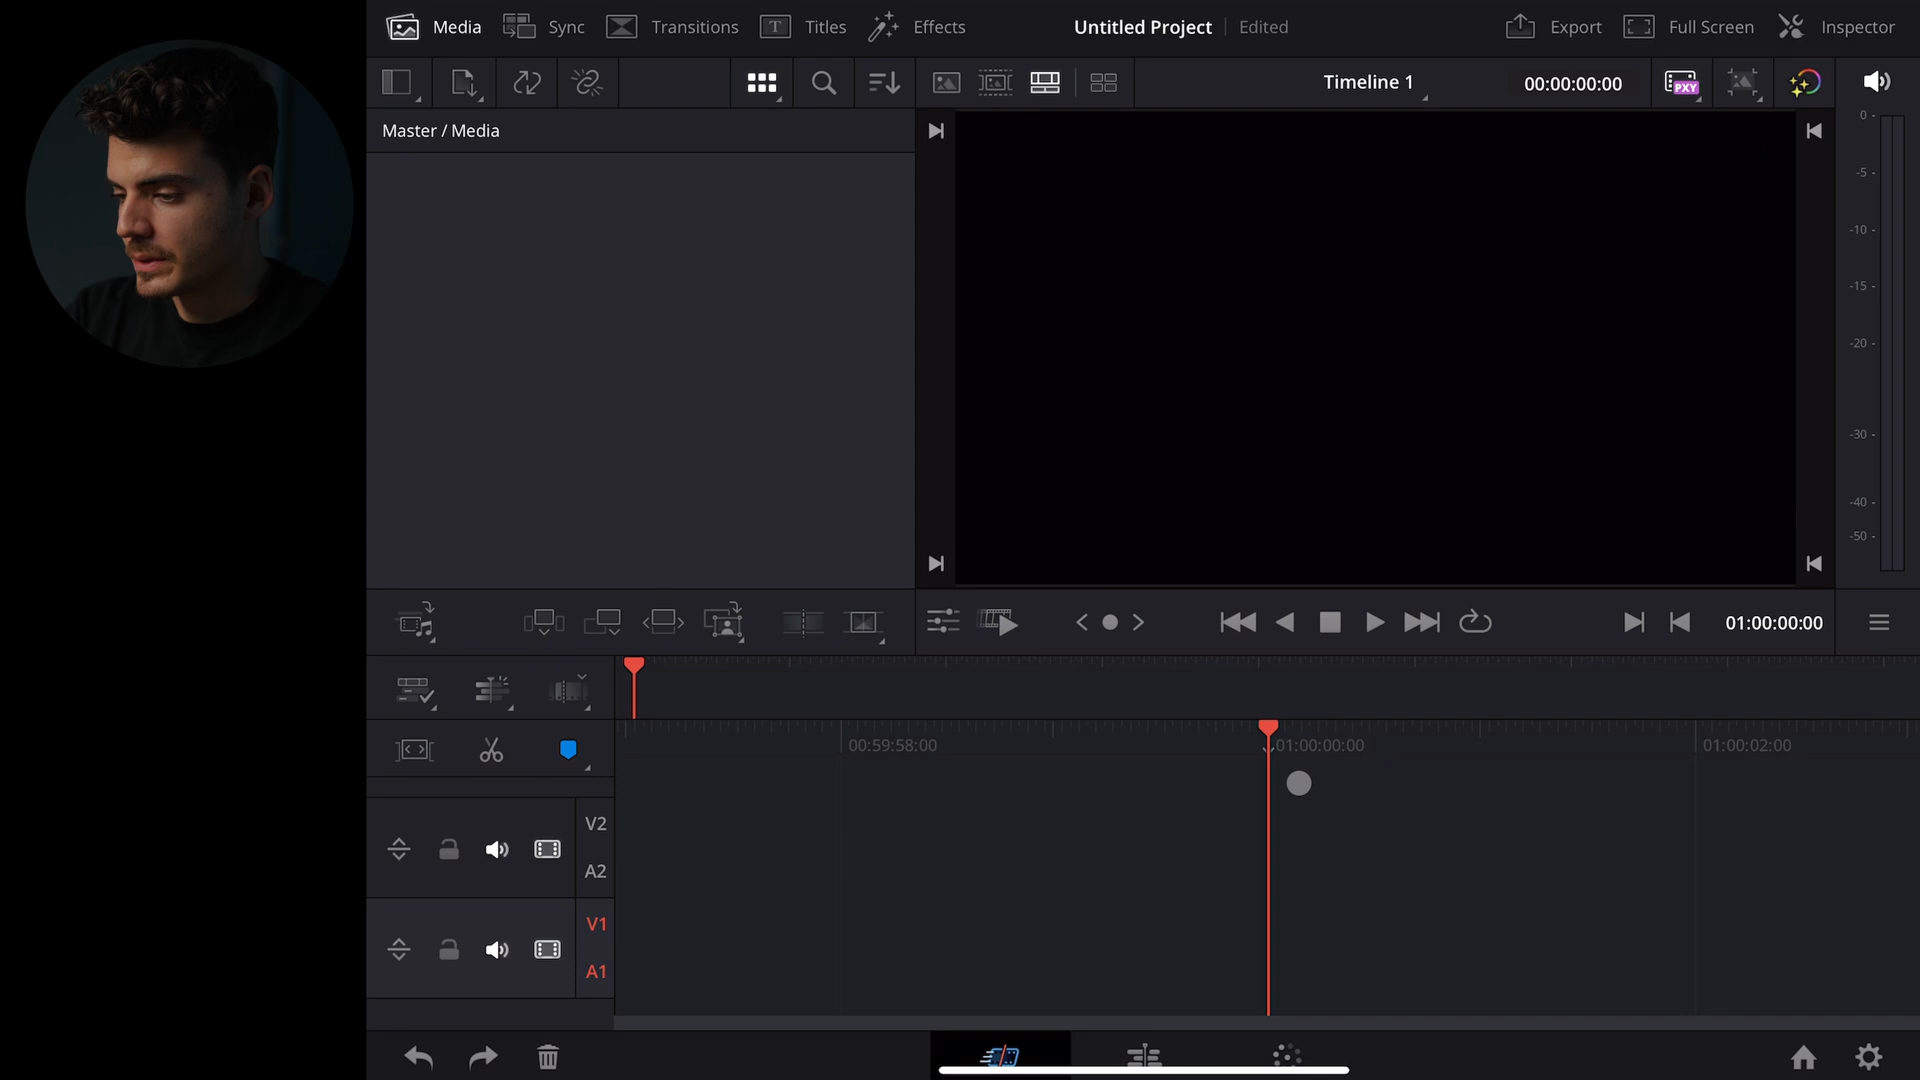 Media Sync Transitions T Titles Effects Untitled Project Edited Export Full Screen Inspector
PXY
Timeline 1 00:00:00:00
Master / Media
0 -
-5 -
-10 -
-15 -
-20 -
-30 -
-40 -
-50 -
01:00:00:00
00:59:58:00 01:00:00:00 01:00:02:00
V2
A2
V1
A1